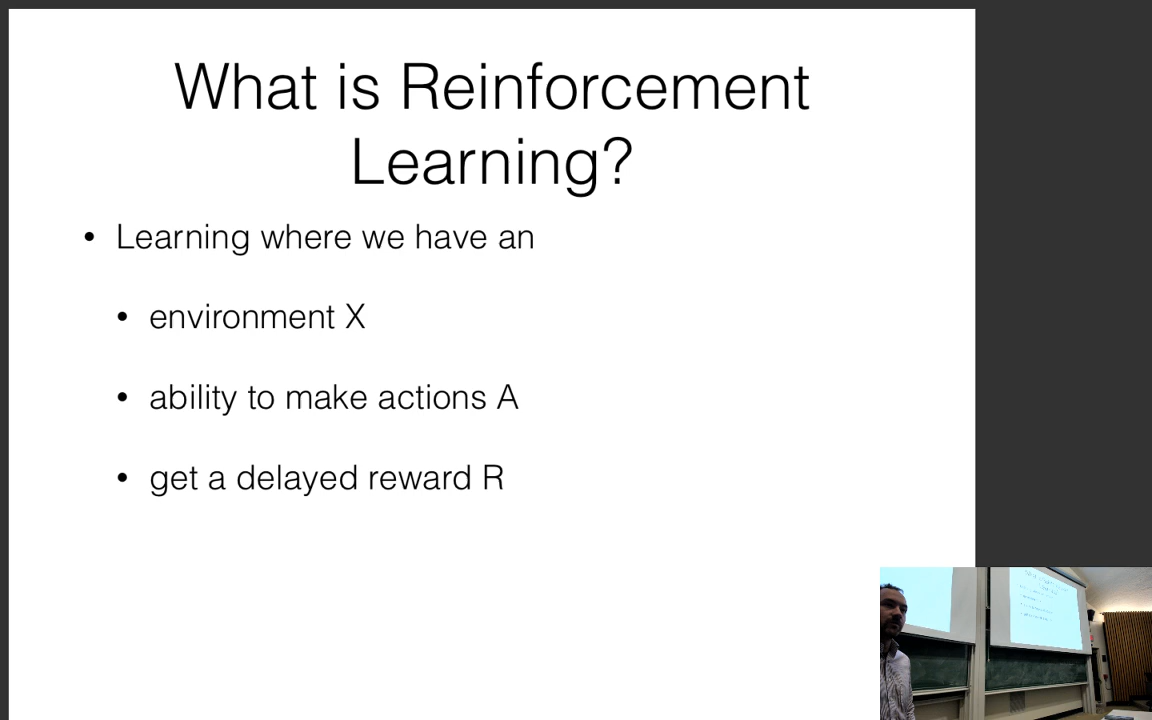 What is Reinforcement
Learning?
• Learning where we have an
• environment X
• ability to make actions A
• get a delayed reward R